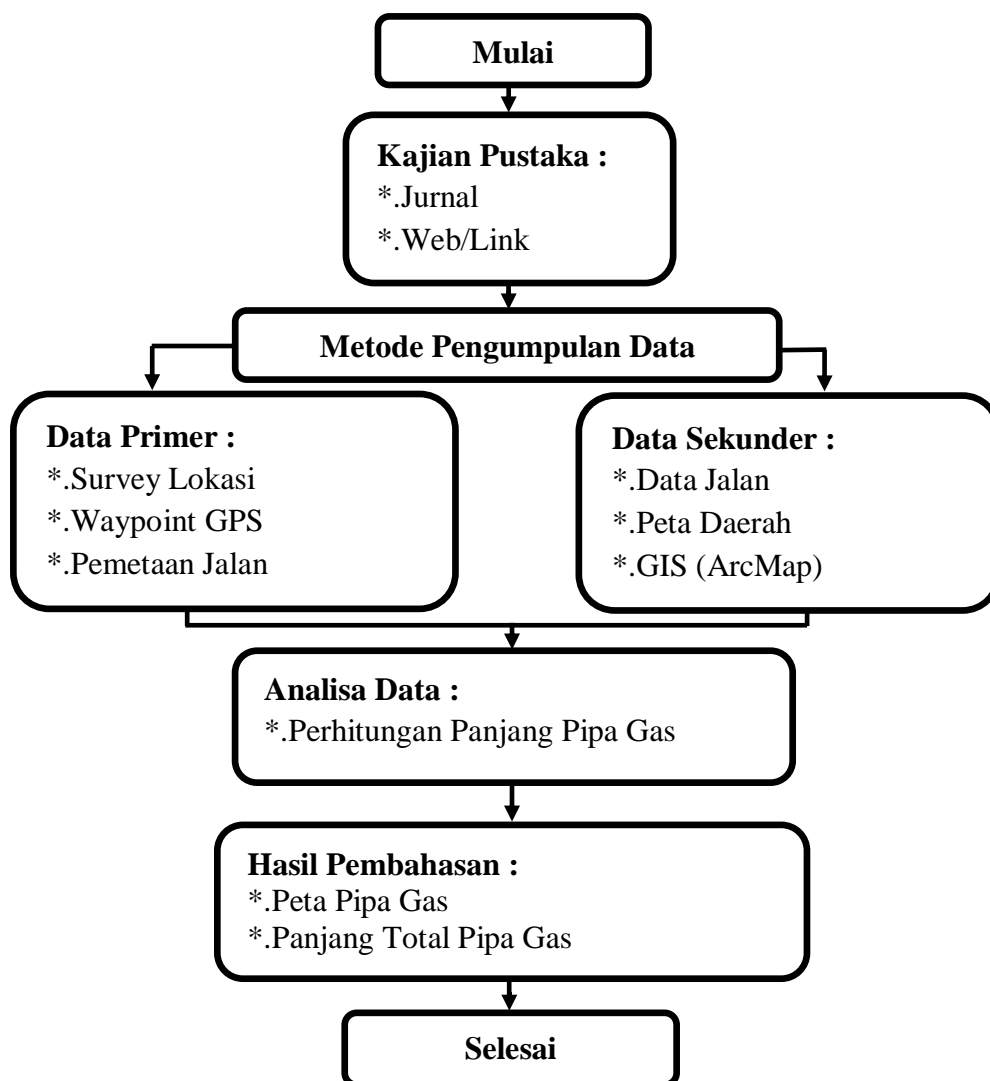 Mulai
Kajian Pustaka :
*.Jurnal
*.Web/Link
Metode Pengumpulan Data
Data Primer :
*.Survey Lokasi
*.Waypoint GPS
*.Pemetaan Jalan
Data Sekunder :
*.Data Jalan
*.Peta Daerah
*.GIS (ArcMap)
Analisa Data :
*.Perhitungan Panjang Pipa Gas
Hasil Pembahasan :
*.Peta Pipa Gas
*.Panjang Total Pipa Gas
Selesai